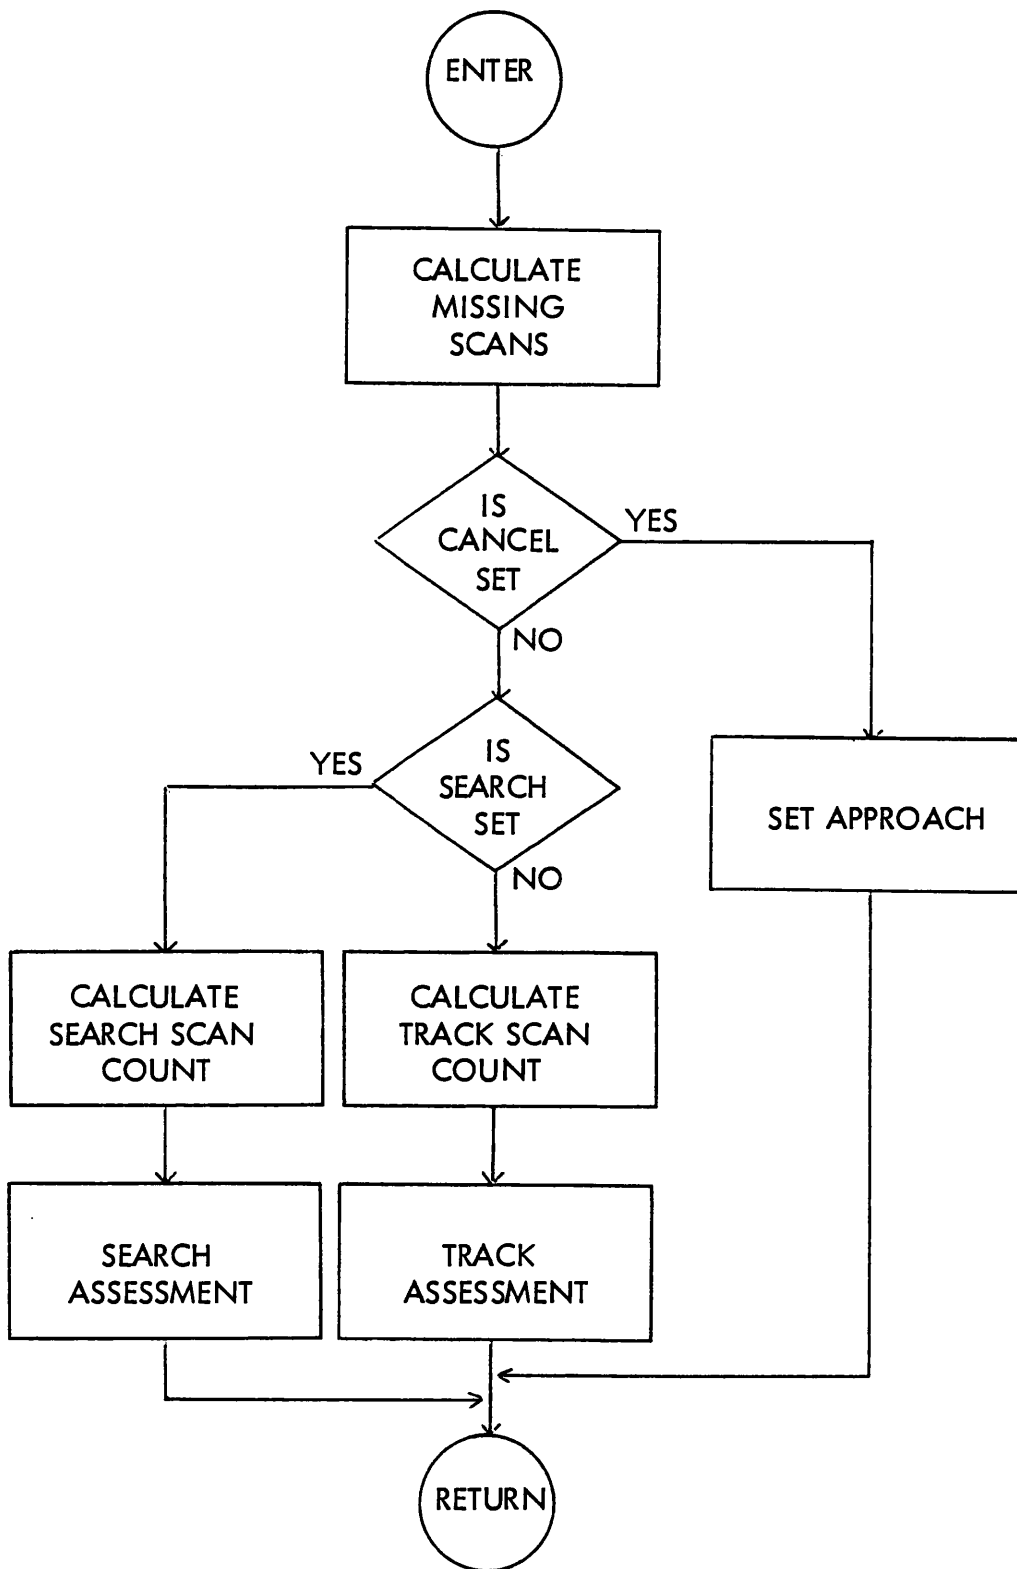 ENTER
CALCULATE
MISSING
SCANS
IS
CANCEL
SET
YES
NO
IS
SEARCH
SET
YES
NO
SET APPROACH
CALCULATE
SEARCH SCAN
COUNT
CALCULATE
TRACK SCAN
COUNT
SEARCH
ASSESSMENT
TRACK
ASSESSMENT
RETURN